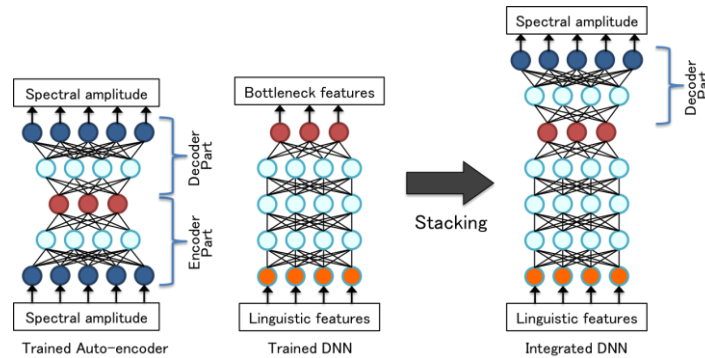 Spectral amplitude
Decoder
Part
Encoder
Part
Spectral amplitude
Trained Auto-encoder
Bottleneck features
Linguistic features
Trained DNN
Stacking
Spectral amplitude
Decoder
Part
Linguistic features
Integrated DNN